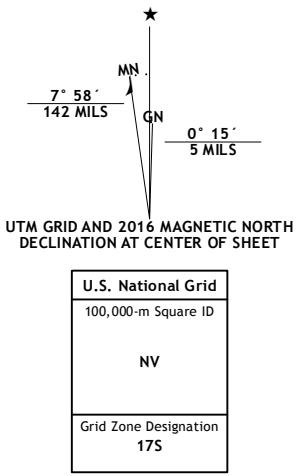 ★
MN
7° 58´
142 MILS
GN
0° 15´
5 MILS
UTM GRID AND 2016 MAGNETIC NORTH
DECLINATION AT CENTER OF SHEET
U.S. National Grid
100,000-m Square ID
NV
Grid Zone Designation
17S